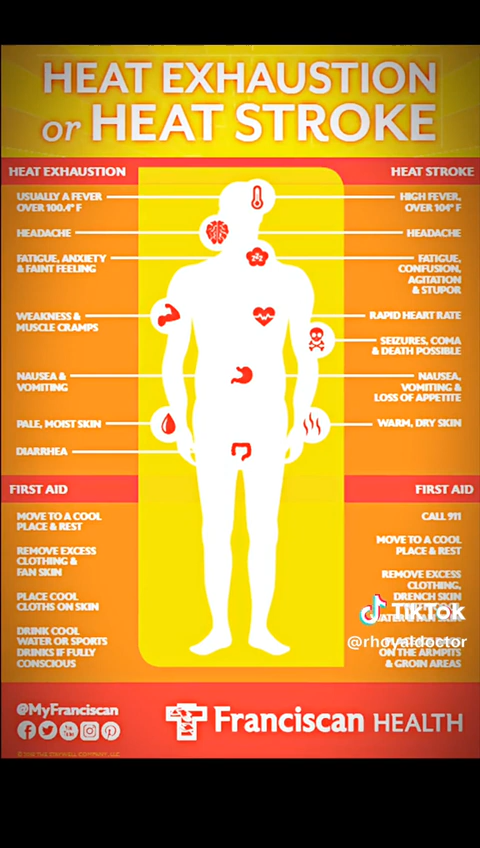 HEAT EXHAUSTION
or HEAT STROKE
HEAT EXHAUSTION
USUALLY A FEVER
OVER 100.4° F
HEADACHE
FATIGUE, ANXIETY
& FAINT FEELING
WEAKNESS &
MUSCLE CRAMPS
NAUSEA &
VOMITING
PALE, MOIST SKIN
DIARRHEA
HEAT STROKE
HIGH FEVER,
OVER 104° F
HEADACHE
FATIGUE,
CONFUSION,
AGITATION
& STUPOR
RAPID HEART RATE
SEIZURES, COMA
& DEATH POSSIBLE
NAUSEA,
VOMITING &
LOSS OF APPETITE
WARM, DRY SKIN
FIRST AID
MOVE TO A COOL
PLACE & REST
REMOVE EXCESS
CLOTHING &
FAN SKIN
PLACE COOL
CLOTHS ON SKIN
DRINK COOL
WATER OR SPORTS
DRINKS IF FULLY
CONSCIOUS
FIRST AID
CALL 911
MOVE TO A COOL
PLACE & REST
REMOVE EXCESS
CLOTHING,
DRENCH SKIN
ON THE ARMPITS
& GROIN AREAS
TikTok
@rhoyetdoctor
@MyFranciscan
Franciscan HEALTH